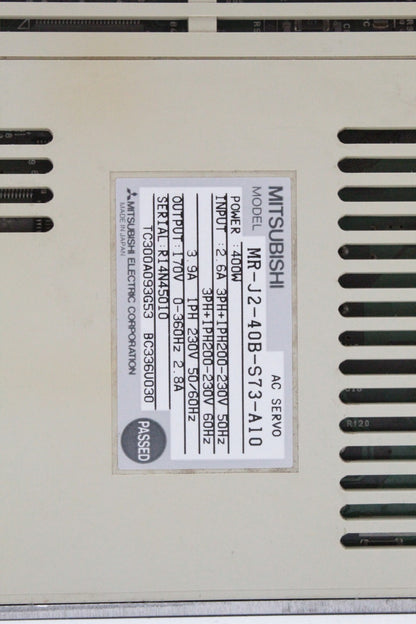 MITSUBISHI
AC SERVO
MODEL MR-J2-40B-S73-A10
POWER :400W
INPUT :2.6A 3PH+1PH200-230V 50Hz
3PH+1PH200-230V 60Hz
3.9A 1PH 230V 50/60Hz
OUTPUT:170V 0-360Hz 2.8A
SERIAL:R14N45010
TC300A093G53 BC336U030
MITSUBISHI ELECTRIC CORPORATION
MADE IN JAPAN
PASSED
R120